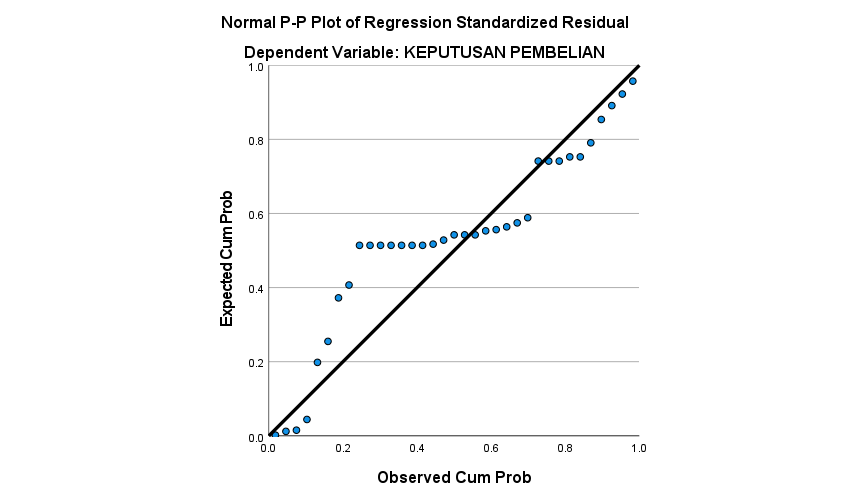 Normal P-P Plot of Regression Standardized Residual
Dependent Variable: KEPUTUSAN PEMBELIAN
Expected Cum Prob
1.0
0.8
0.6
0.4
0.2
0.0
0.0 0.2 0.4 0.6 0.8 1.0
Observed Cum Prob